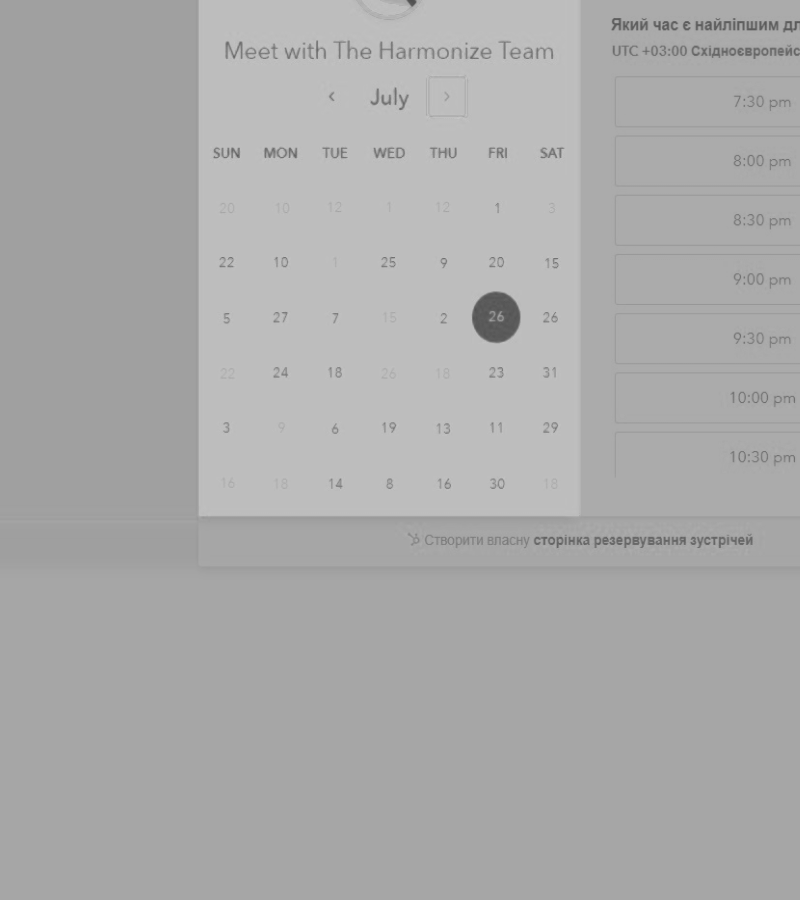 Meet with The Harmonize Team
July
SUN MON TUE WED THU FRI SAT
20 10 12 1 12 1 3
22 10 1 25 9 20 15
5 27 7 15 2 26 26
22 24 18 26 18 23 31
3 9 6 19 13 11 29
16 18 14 8 16 30 18
Який час є найліпшим дл
UTC +03:00 Східноєвропейс
7:30 pm
8:00 pm
8:30 pm
9:00 pm
9:30 pm
10:00 pm
10:30 pm
Створити власну сторінка резервування зустрічей